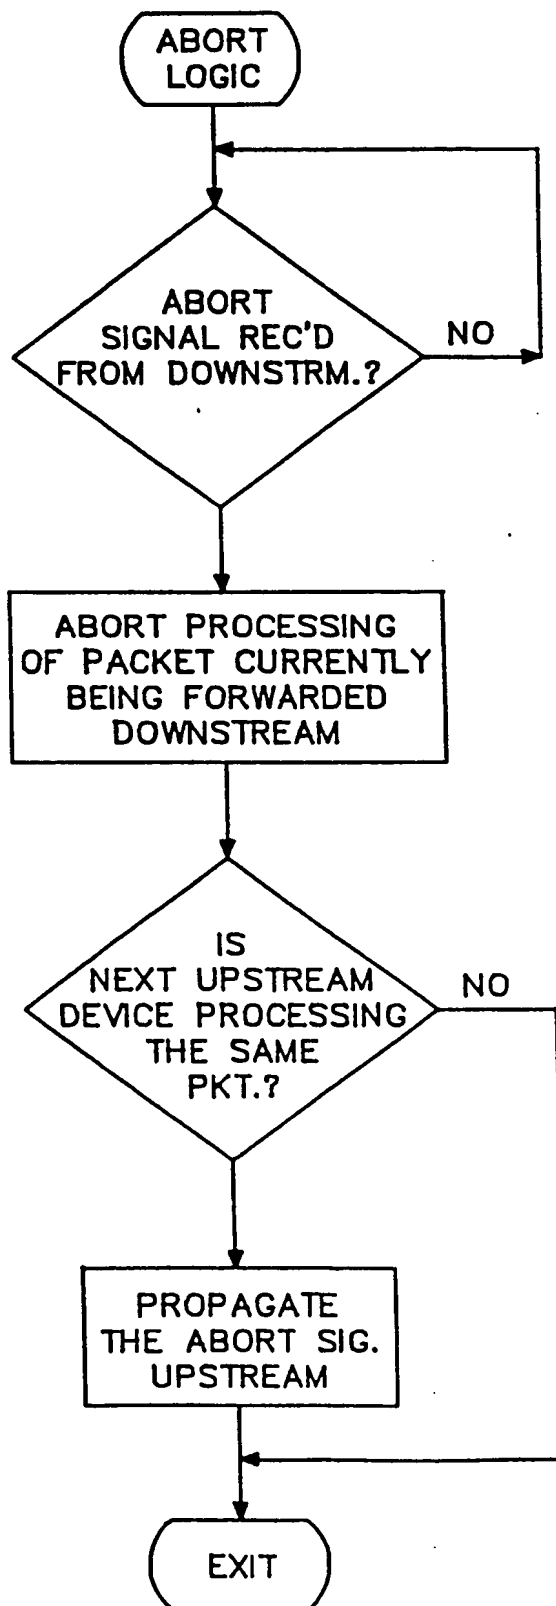 ABORT
LOGIC
ABORT
SIGNAL REC'D
FROM DOWNSTRM.?
NO
ABORT PROCESSING
OF PACKET CURRENTLY
BEING FORWARDED
DOWNSTREAM
IS
NEXT UPSTREAM
DEVICE PROCESSING
THE SAME
PKT.?
NO
PROPAGATE
THE ABORT SIG.
UPSTREAM
EXIT